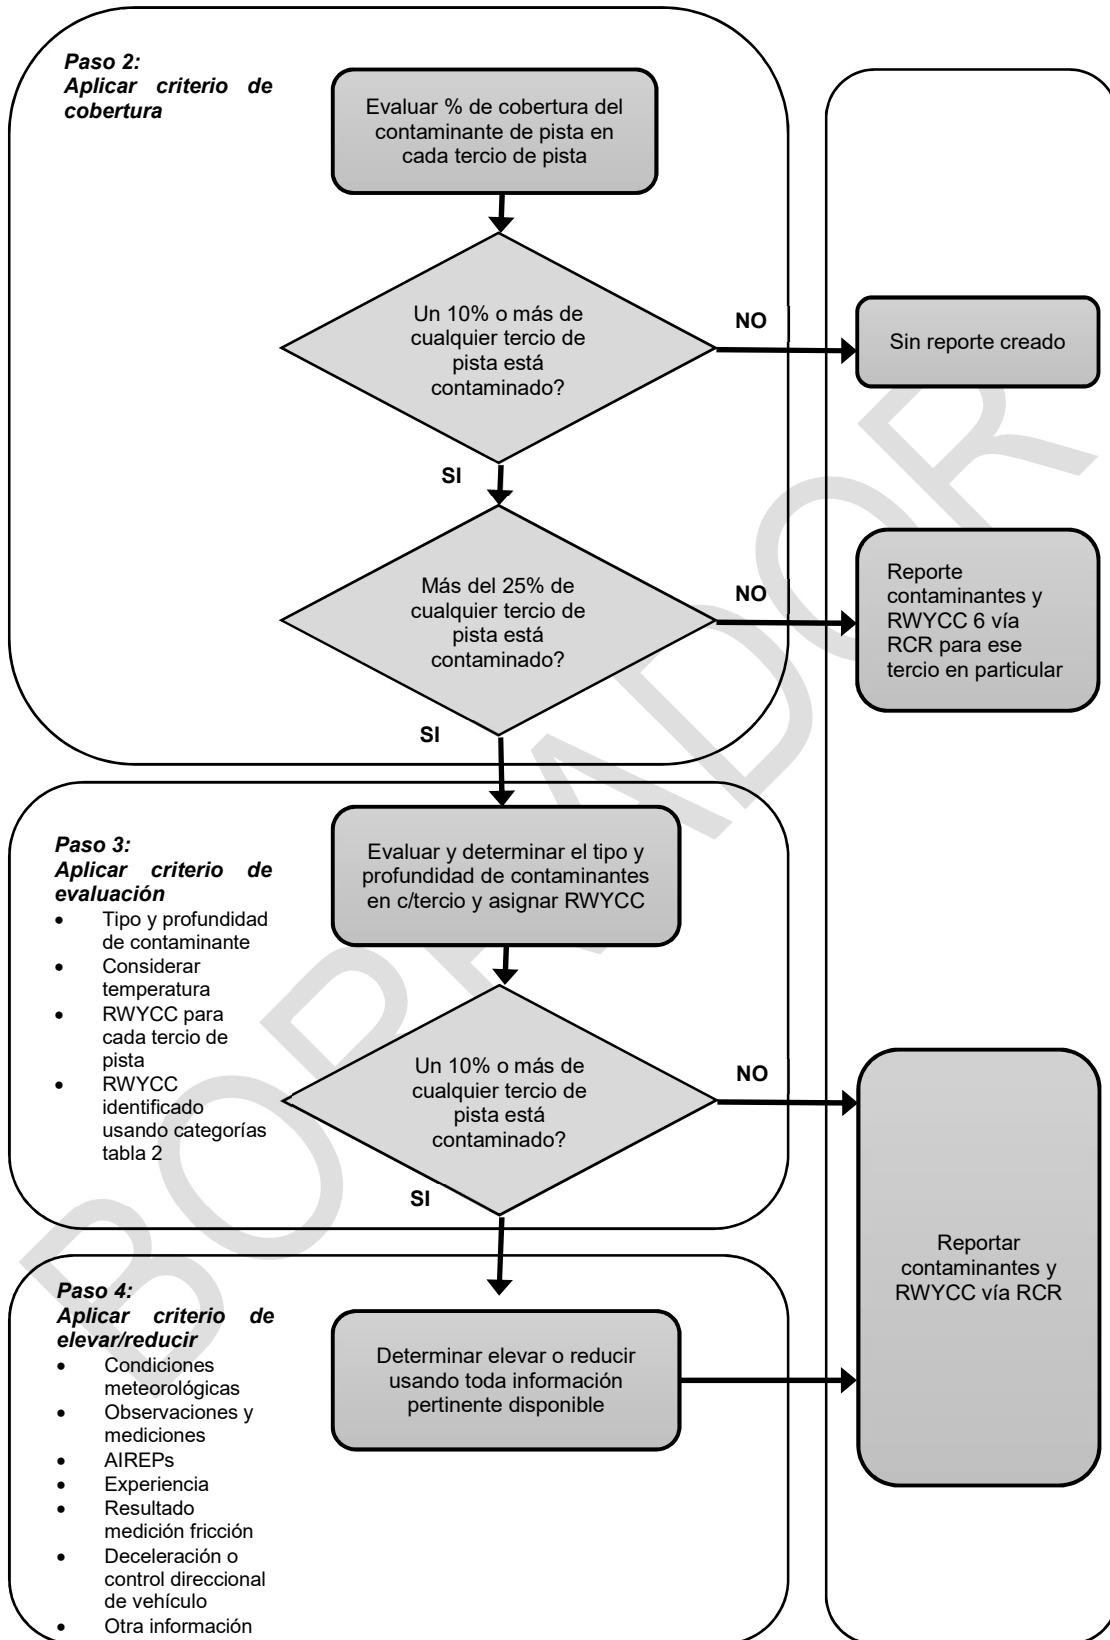 Paso 2:
Aplicar criterio de
cobertura
Evaluar % de cobertura del
contaminante de pista en
cada tercio de pista
Un 10% o más de
cualquier tercio de
pista está
contaminado?
NO
Sin reporte creado
SI
Más del 25% de
cualquier tercio de
pista está
contaminado?
NO
Reporte
contaminantes y
RWYCC 6 vía
RCR para ese
tercio en particular
SI
Paso 3:
Aplicar criterio de
evaluación
• Tipo y profundidad
de contaminante
• Considerar
temperatura
• RWYCC para
cada tercio de
pista
• RWYCC
identificado
usando categorías
tabla 2
Evaluar y determinar el tipo y
profundidad de contaminantes
en c/tercio y asignar RWYCC
Un 10% o más de
cualquier tercio de
pista está
contaminado?
NO
SI
Reportar
contaminantes y
RWYCC vía RCR
Paso 4:
Aplicar criterio de
elevar/reducir
• Condiciones
meteorológicas
• Observaciones y
mediciones
• AIREPs
• Experiencia
• Resultado
medición fricción
• Deceleración o
control direccional
de vehículo
• Otra información
Determinar elevar o reducir
usando toda información
pertinente disponible
BORRADOR